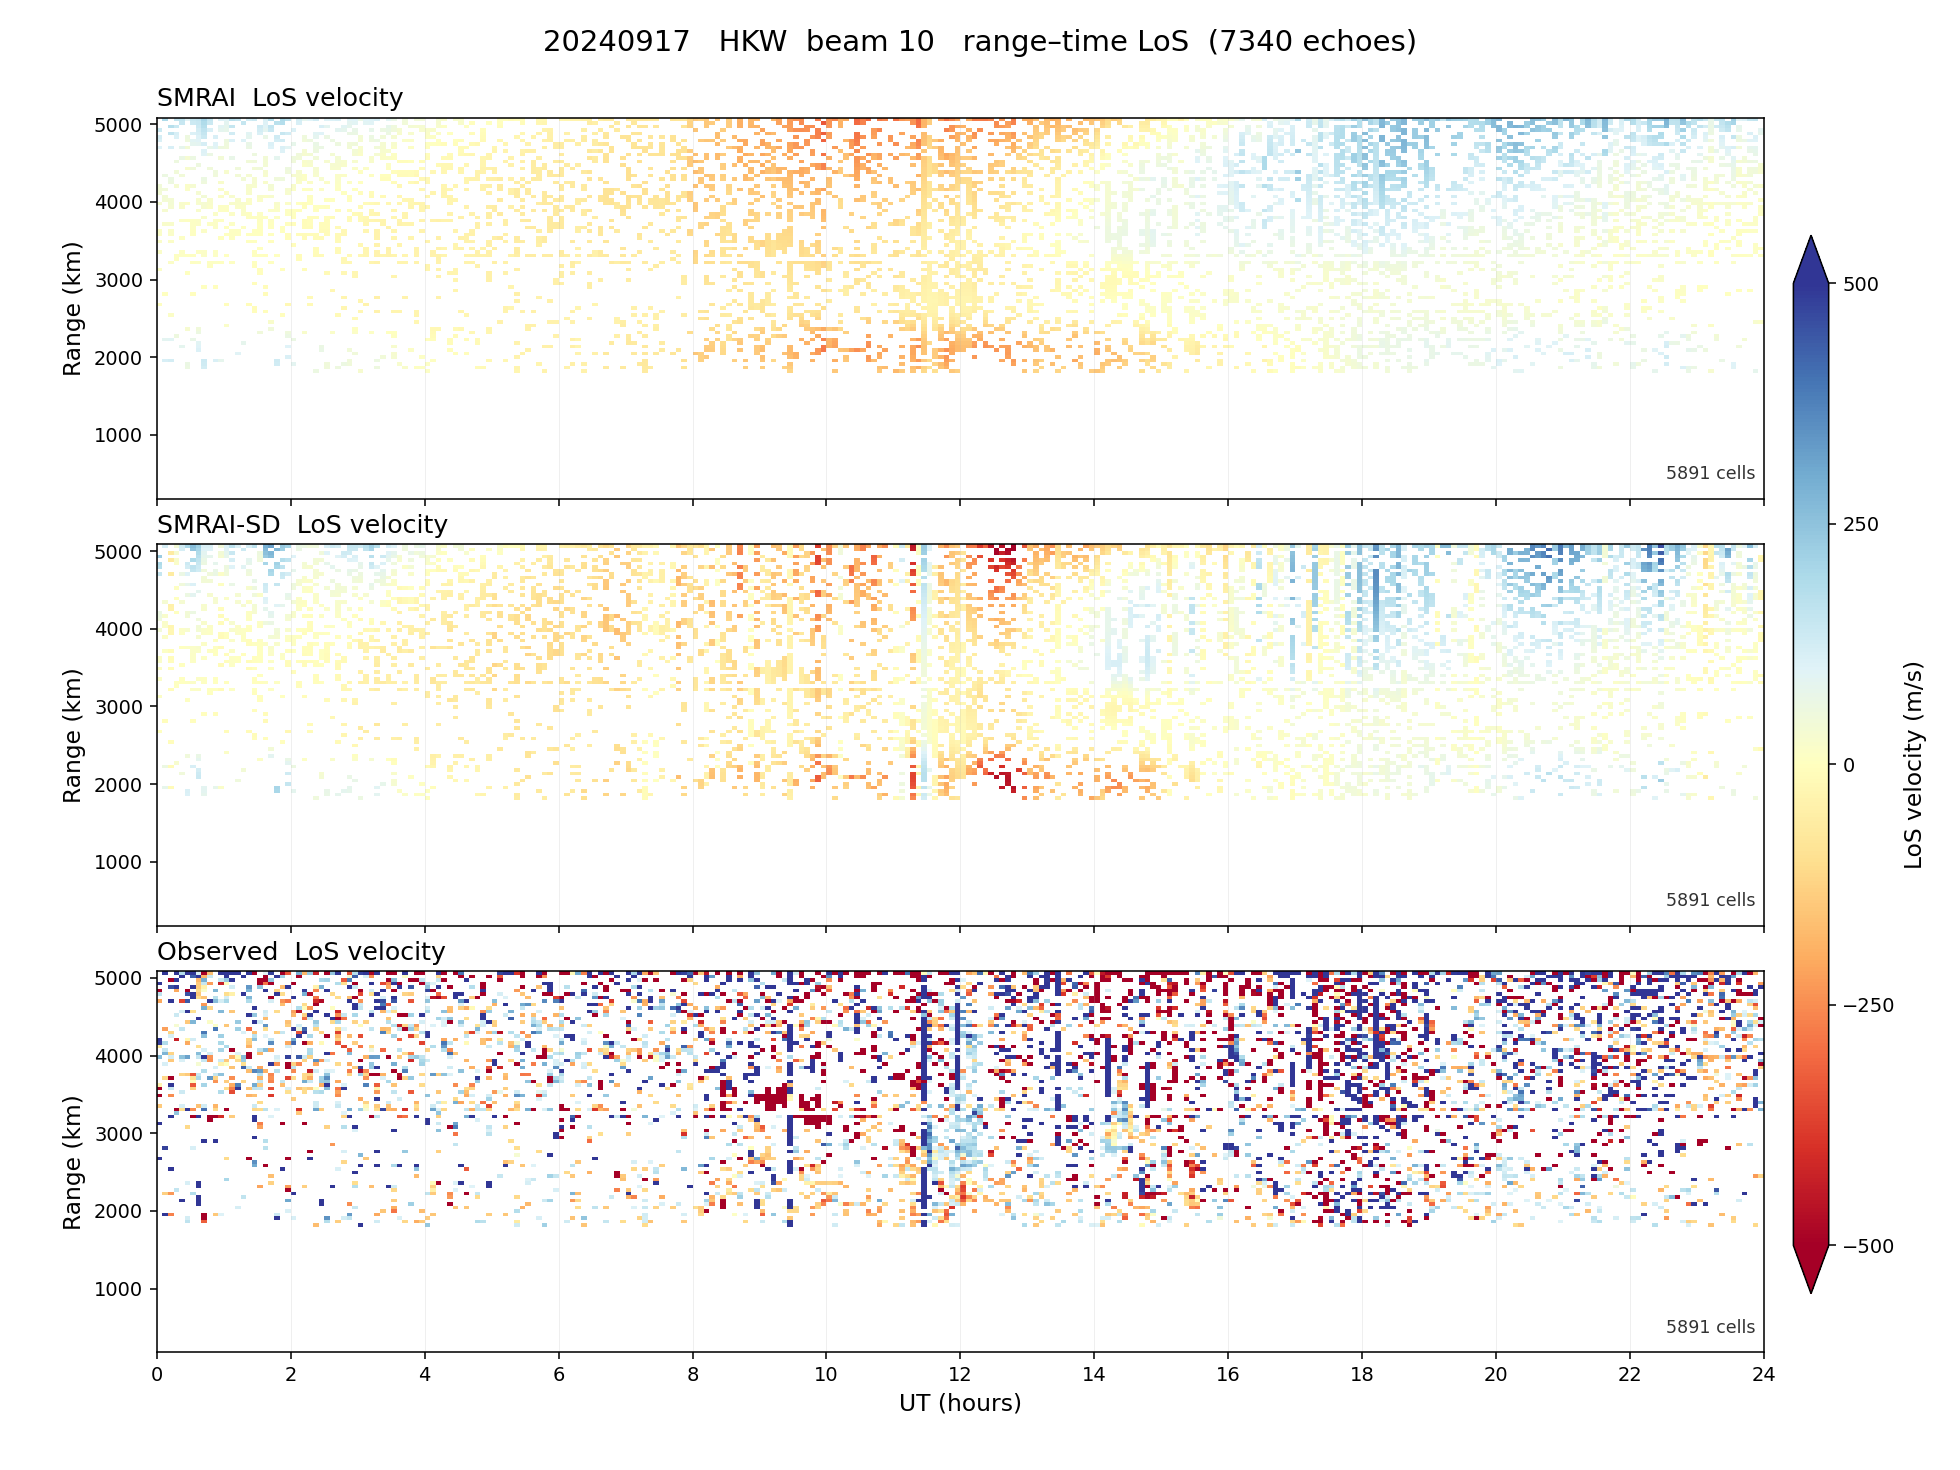 20240917   HKW  beam 10   range–time LoS  (7340 echoes)
SMRAI  LoS velocity
5000
4000
3000
2000
1000
Range (km)
5891 cells
SMRAI-SD  LoS velocity
5000
4000
3000
2000
1000
Range (km)
5891 cells
Observed  LoS velocity
5000
4000
3000
2000
1000
Range (km)
5891 cells
0 2 4 6 8 10 12 14 16 18 20 22 24
UT (hours)
500
250
0
−250
−500
LoS velocity (m/s)